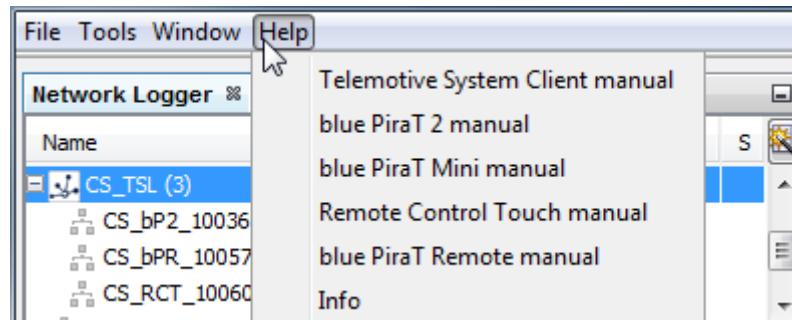 File Tools Window Help
Telemotive System Client manual
blue PiraT 2 manual
blue PiraT Mini manual
Remote Control Touch manual
blue PiraT Remote manual
Info
Network Logger
Name S
CS_TSL (3)
CS_bP2_10036
CS_bPR_10057
CS_RCT_10060